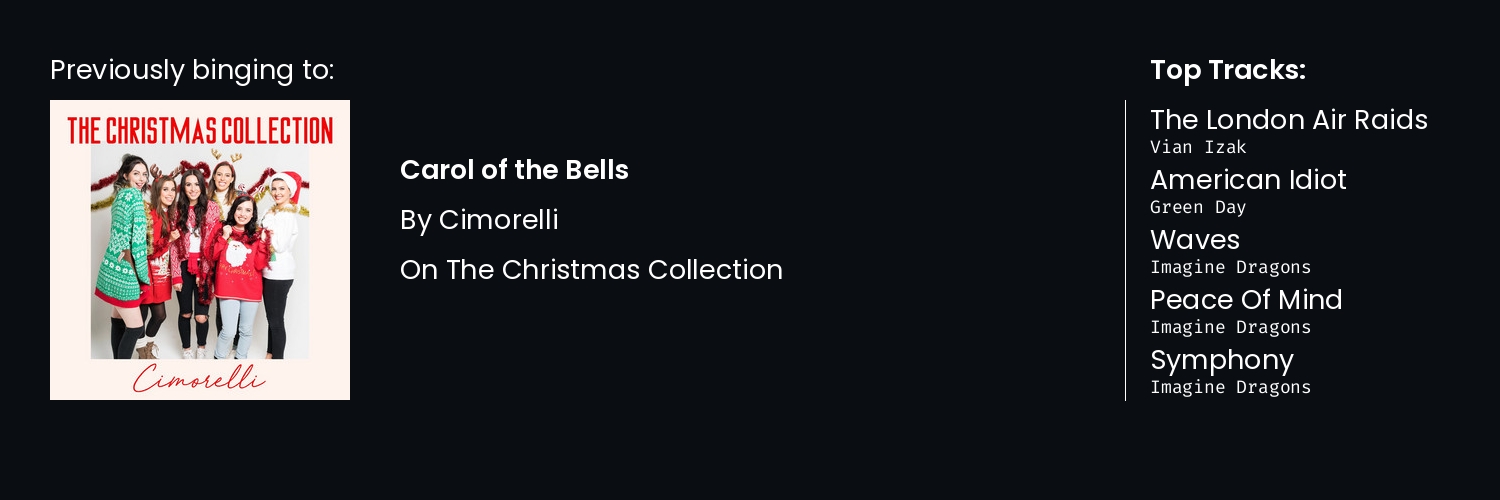 Previously binging to:
THE CHRISTMAS COLLECTION
Cimorelli
Carol of the Bells
By Cimorelli
On The Christmas Collection
Top Tracks:
The London Air Raids
Vian Izak
American Idiot
Green Day
Waves
Imagine Dragons
Peace Of Mind
Imagine Dragons
Symphony
Imagine Dragons